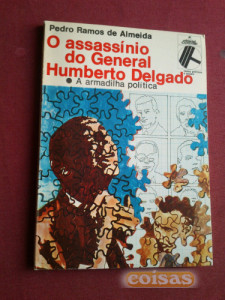 Pedro Ramos de Almeida
O assassínio
do General
Humberto Delgado
• A armadilha política
coisas